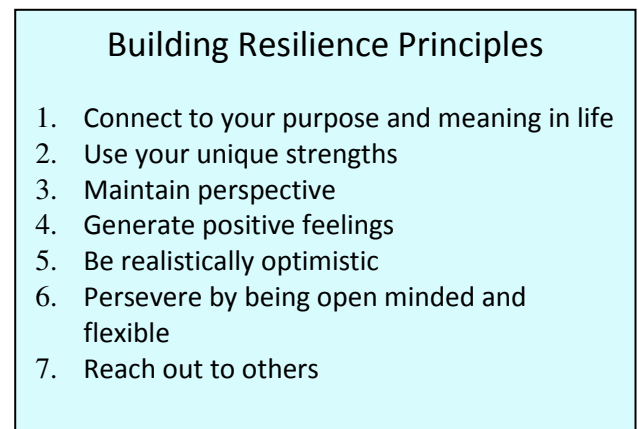 Building Resilience Principles
1. Connect to your purpose and meaning in life
2. Use your unique strengths
3. Maintain perspective
4. Generate positive feelings
5. Be realistically optimistic
6. Persevere by being open minded and
flexible
7. Reach out to others